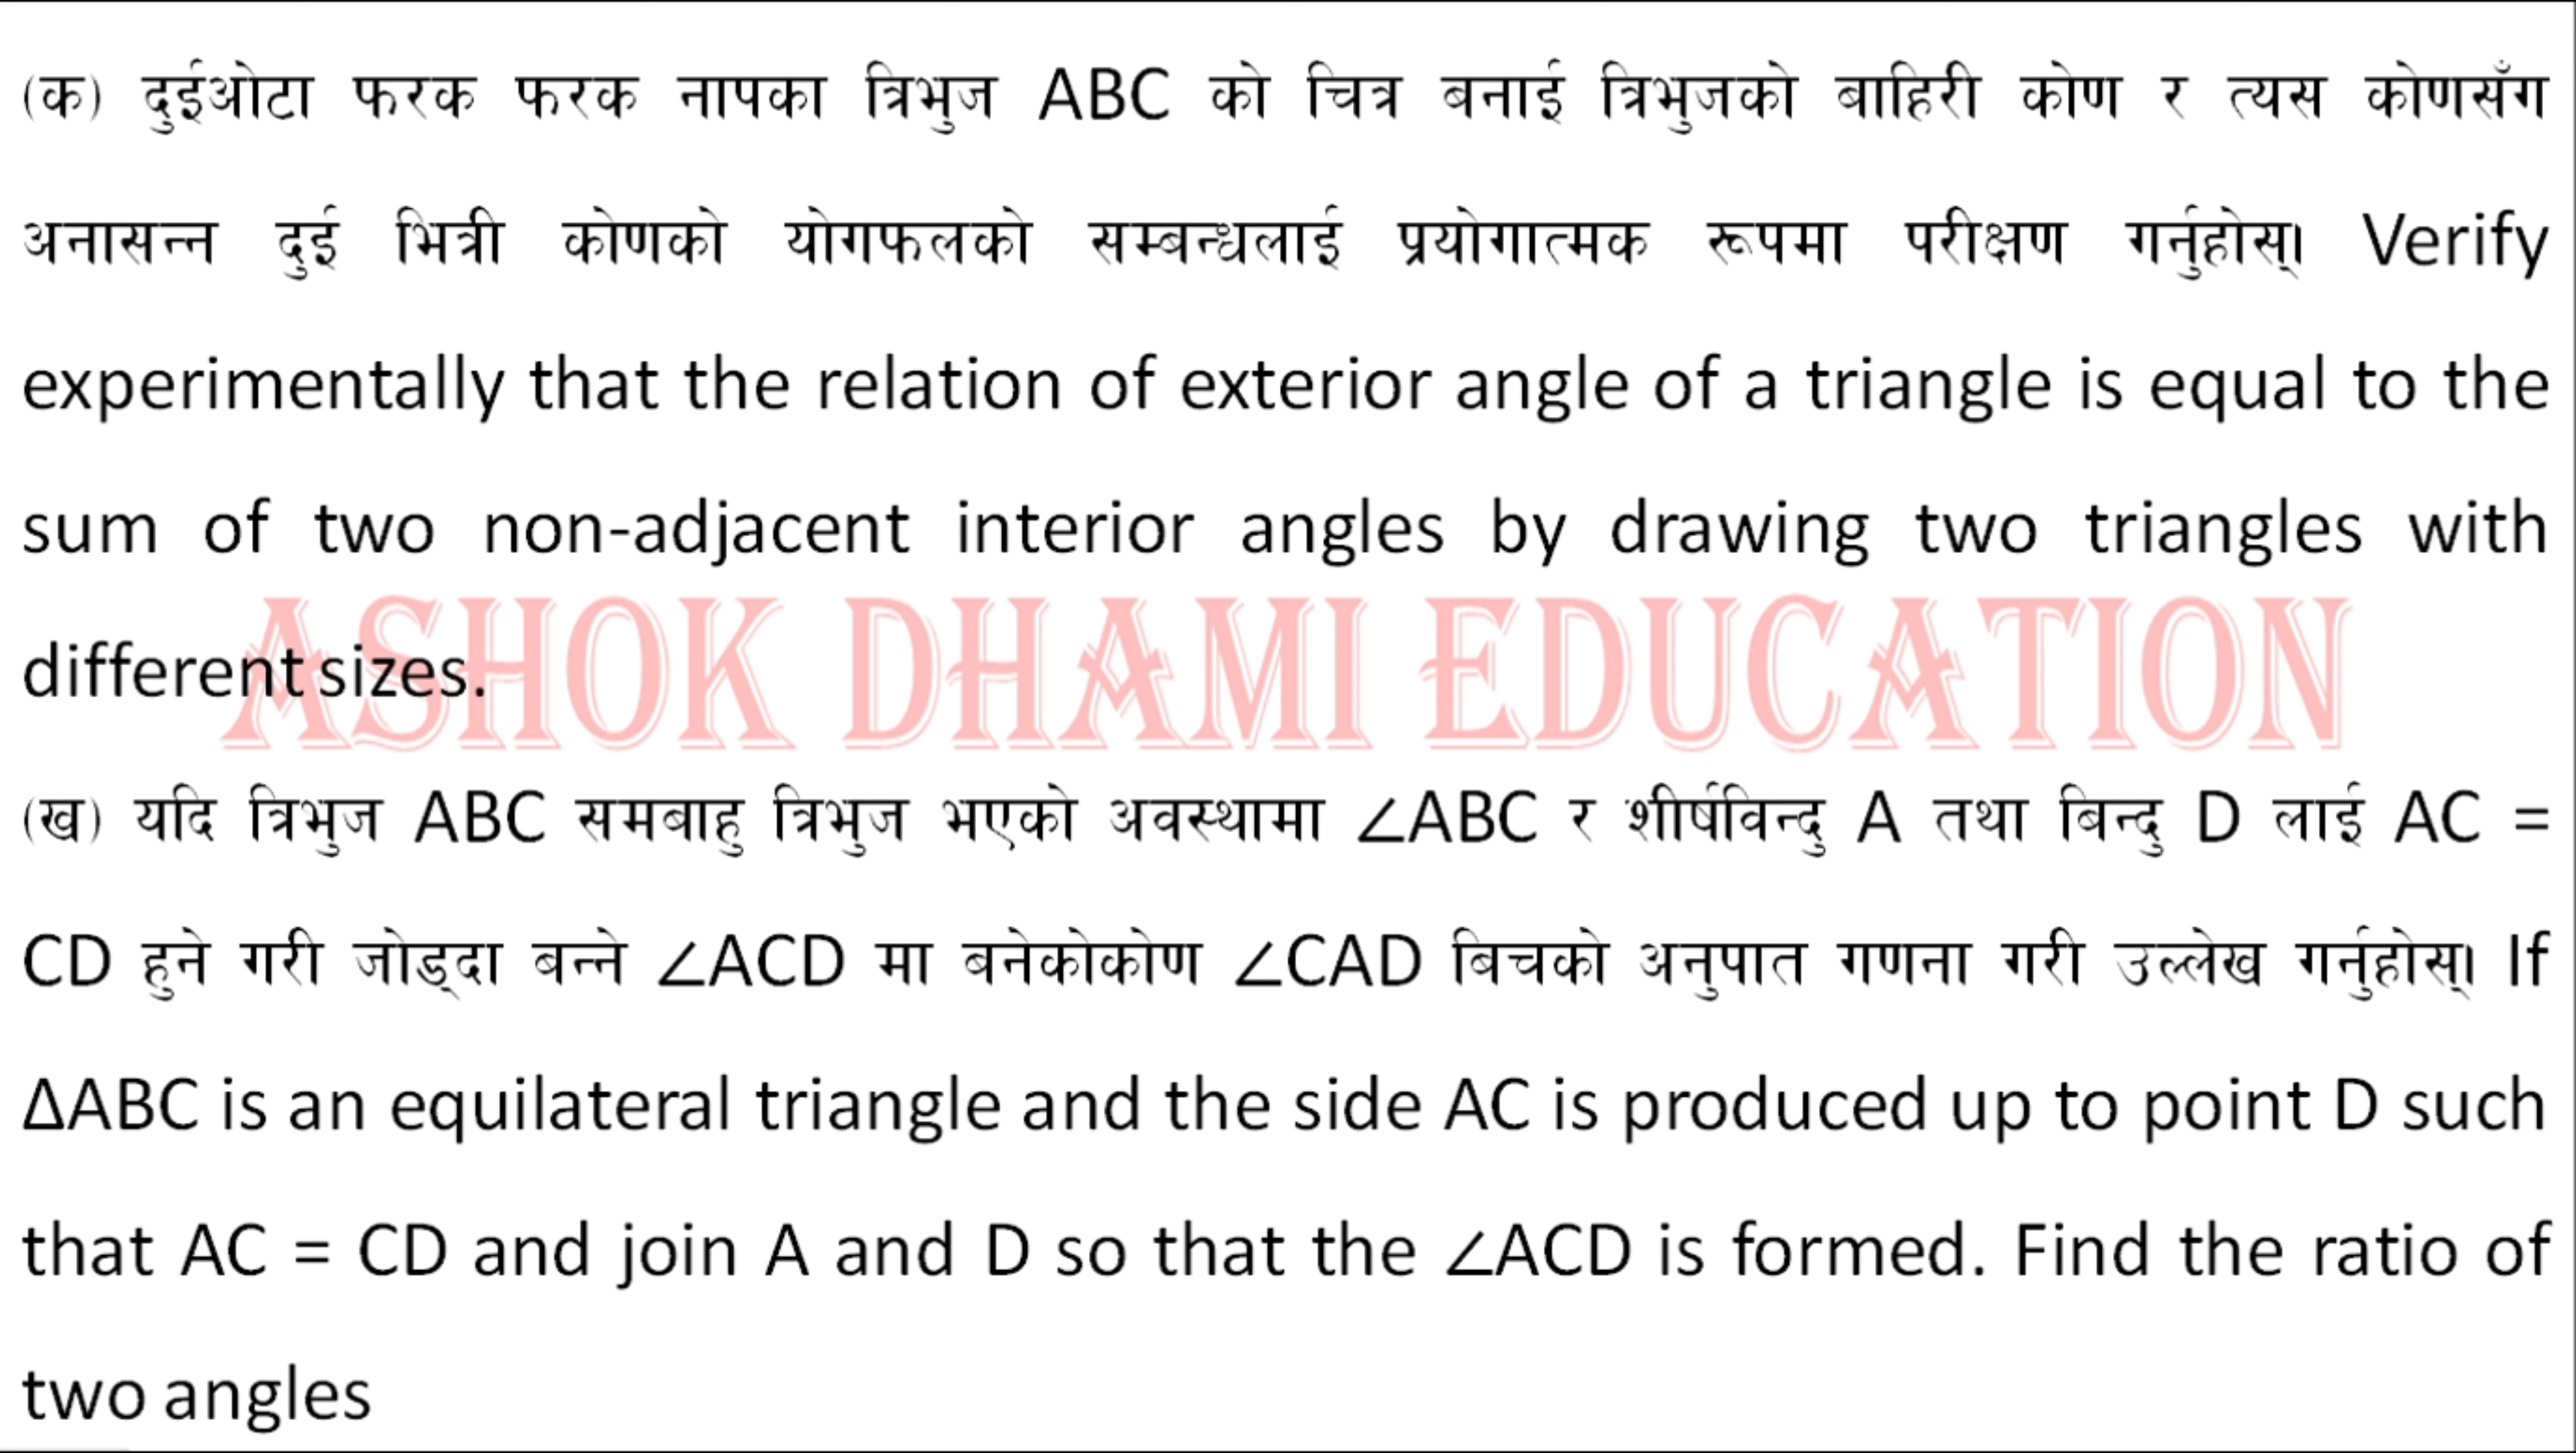 (क) दुईओटा फरक फरक नापका त्रिभुज ABC को चित्र बनाई त्रिभुजको बाहिरी कोण र त्यस कोणसँग
अनासन्न दुई भित्री कोणको योगफलको सम्बन्धलाई प्रयोगात्मक रूपमा परीक्षण गर्नुहोस्। Verify
experimentally that the relation of exterior angle of a triangle is equal to the
sum of two non-adjacent interior angles by drawing two triangles with
different sizes.
ASHOK DHAMI EDUCATION
(ख) यदि त्रिभुज ABC समबाहु त्रिभुज भएको अवस्थामा ∠ABC र शीर्षविन्दु A तथा बिन्दु D लाई AC =
CD हुने गरी जोड्दा बन्ने ∠ACD मा बनेकोकोण ∠CAD बिचको अनुपात गणना गरी उल्लेख गर्नुहोस्। If
ΔABC is an equilateral triangle and the side AC is produced up to point D such
that AC = CD and join A and D so that the ∠ACD is formed. Find the ratio of
two angles